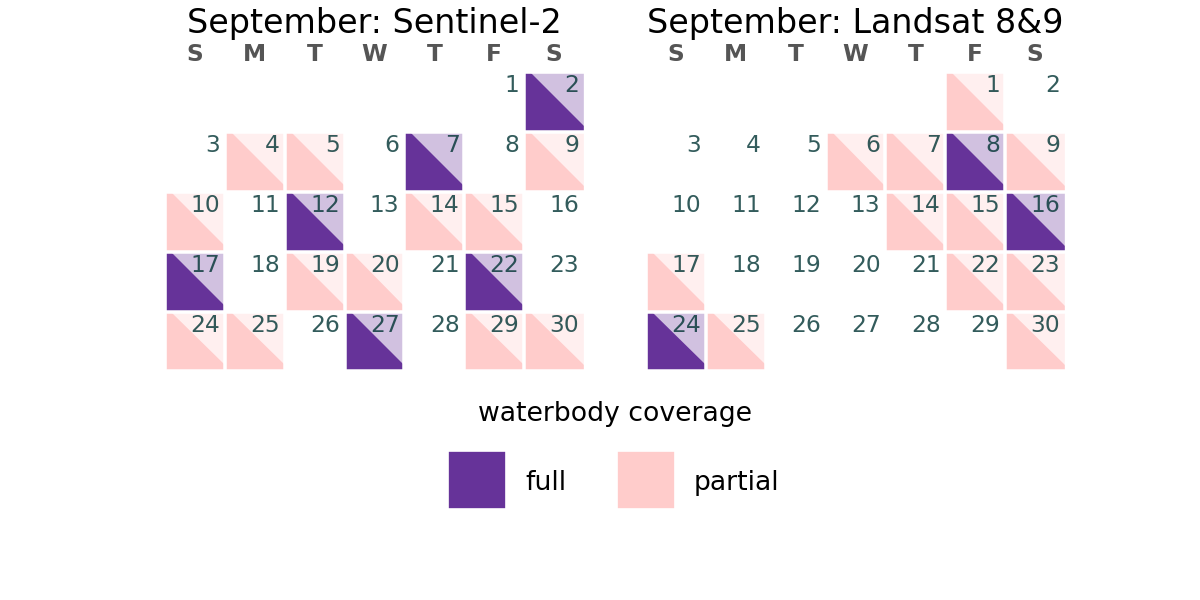 September: Sentinel-2
S M T W T F S
1 2
3 4 5 6 7 8 9
10 11 12 13 14 15 16
17 18 19 20 21 22 23
24 25 26 27 28 29 30
September: Landsat 8&9
S M T W T F S
1 2
3 4 5 6 7 8 9
10 11 12 13 14 15 16
17 18 19 20 21 22 23
24 25 26 27 28 29 30
waterbody coverage
full partial